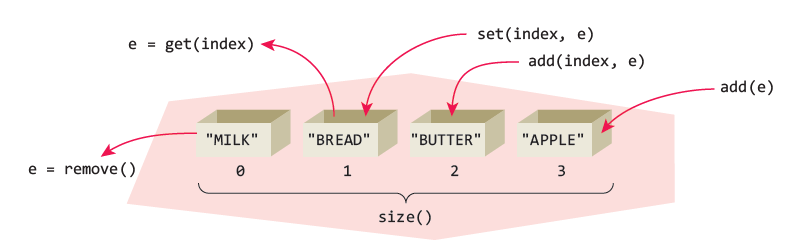 set(index, e)
e = get(index)
add(index, e)
add(e)
"MILK" "BREAD" "BUTTER" "APPLE"
0 1 2 3
e = remove()
size()